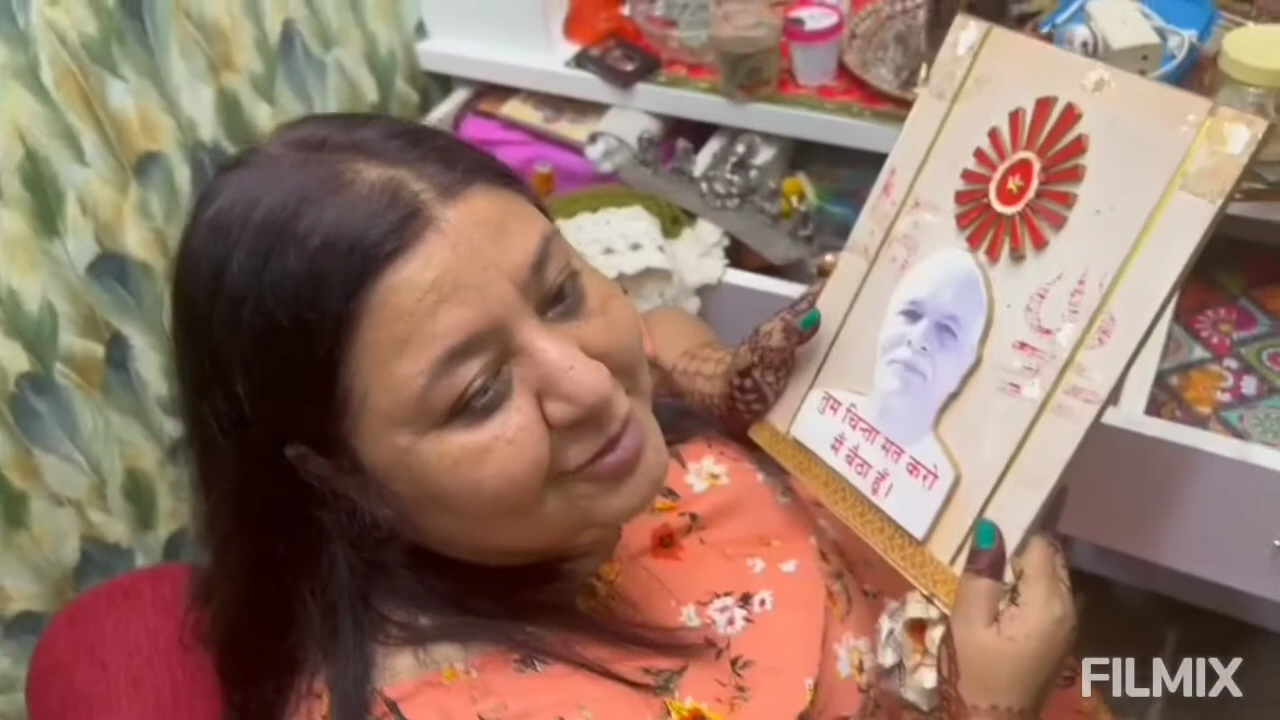 तुम चिन्ता मत करो
मैं बैठा हूँ।
FILMIX